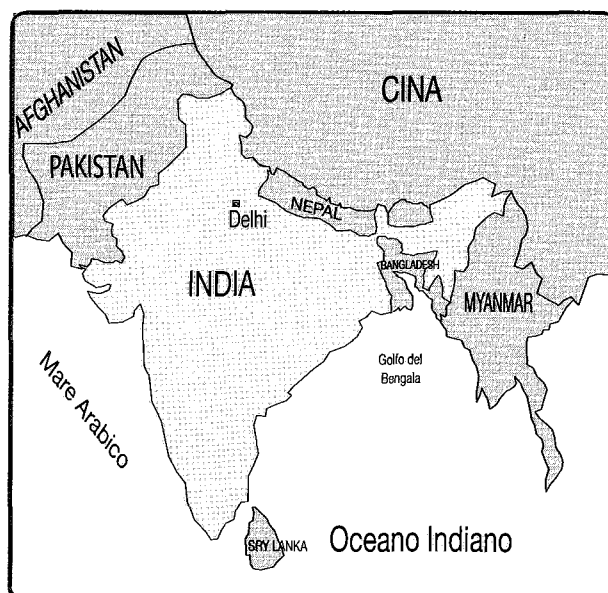 AFGHANISTAN
CINA
PAKISTAN
NEPAL
Delhi
BANGLADESH
INDIA
MYANMAR
Golfo del
Bengala
Mare Arabico
SRY LANKA
Oceano Indiano